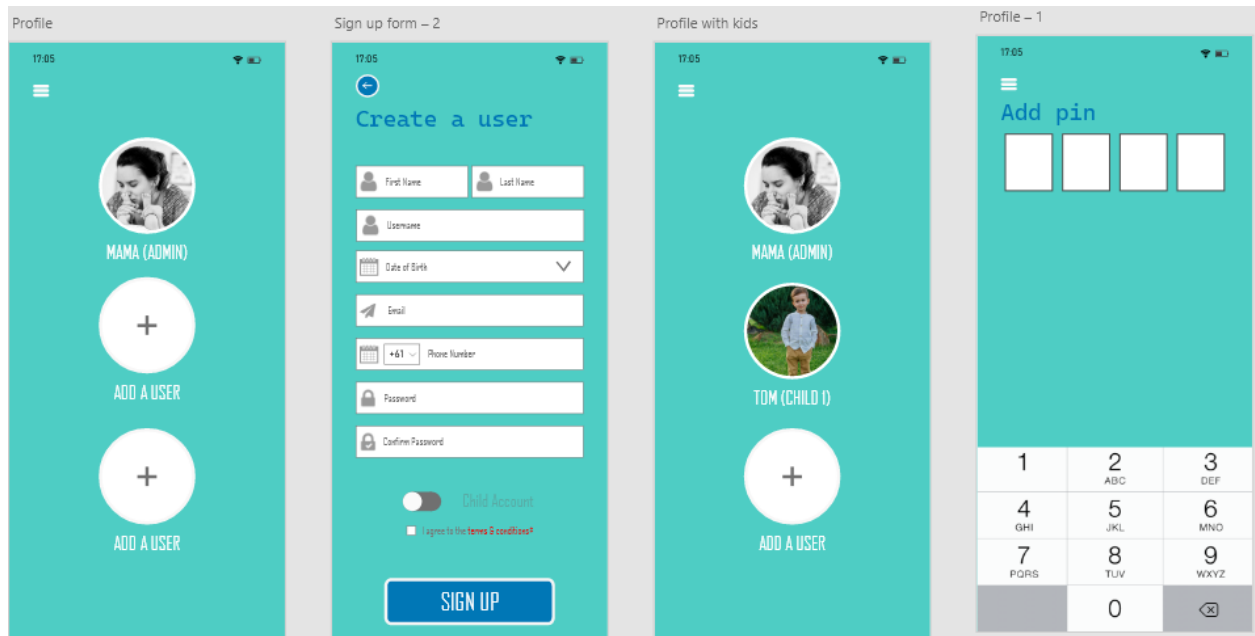 Profile
17:05
MAMA (ADMIN)
+
ADD A USER
+
ADD A USER
Sign up form – 2
17:05
Create a user
First Name
Last Name
Username
Date of Birth
Email
+61
Phone Number
Password
Confirm Password
Child Account
I agree to the terms & conditions*
SIGN UP
Profile with kids
17:05
MAMA (ADMIN)
TOM (CHILD 1)
+
ADD A USER
Profile – 1
17:05
Add pin
1
2
ABC
3
DEF
4
GHI
5
JKL
6
MNO
7
PQRS
8
TUV
9
WXYZ
0